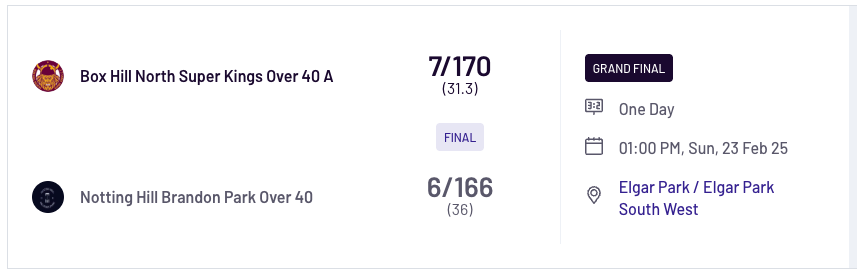 Box Hill North Super Kings Over 40 A
7/170
(31.3)
FINAL
Notting Hill Brandon Park Over 40
6/166
(36)
GRAND FINAL
One Day
01:00 PM, Sun, 23 Feb 25
Elgar Park / Elgar Park
South West